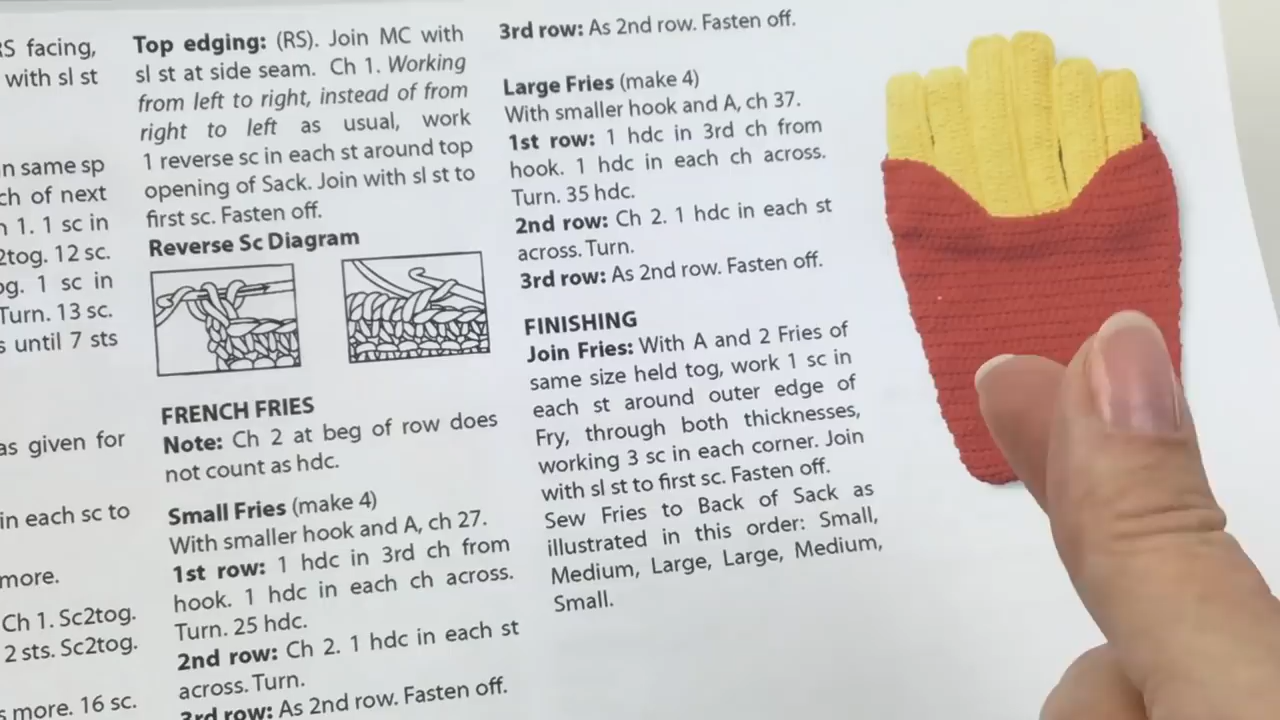 RS facing,
with sl st
n same sp
ch of next
1. 1 sc in
2tog. 12 sc.
og. 1 sc in
Turn. 13 sc.
s until 7 sts
as given for
in each sc to
more.
Ch 1. Sc2tog.
2 sts. Sc2tog.
s more. 16 sc.
Top edging: (RS). Join MC with
sl st at side seam. Ch 1. Working
from left to right, instead of from
right to left as usual, work
1 reverse sc in each st around top
opening of Sack. Join with sl st to
first sc. Fasten off.
Reverse Sc Diagram
FRENCH FRIES
Note: Ch 2 at beg of row does
not count as hdc.
Small Fries (make 4)
With smaller hook and A, ch 27.
1st row: 1 hdc in 3rd ch from
hook. 1 hdc in each ch across.
Turn. 25 hdc.
2nd row: Ch 2. 1 hdc in each st
across. Turn.
3rd row: As 2nd row. Fasten off.
3rd row: As 2nd row. Fasten off.
Large Fries (make 4)
With smaller hook and A, ch 37.
1st row: 1 hdc in 3rd ch from
hook. 1 hdc in each ch across.
Turn. 35 hdc.
2nd row: Ch 2. 1 hdc in each st
across. Turn.
3rd row: As 2nd row. Fasten off.
FINISHING
Join Fries: With A and 2 Fries of
same size held tog, work 1 sc in
each st around outer edge of
Fry, through both thicknesses,
working 3 sc in each corner. Join
with sl st to first sc. Fasten off.
Sew Fries to Back of Sack as
illustrated in this order: Small,
Medium, Large, Large, Medium,
Small.